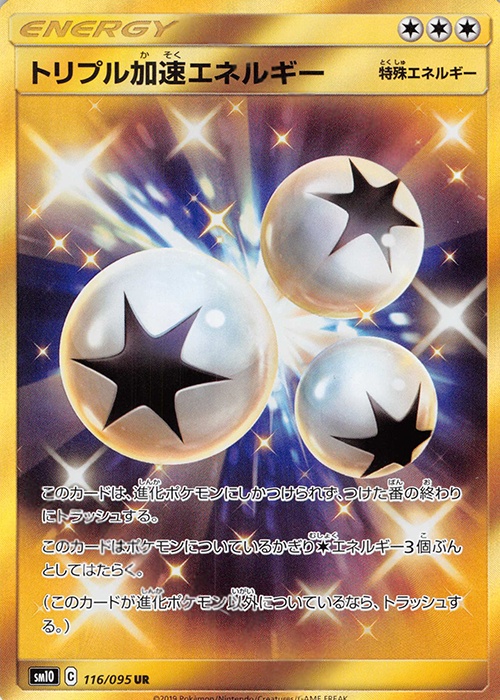 ENERGY
トリプル加速エネルギー
特殊エネルギー
このカードは、進化ポケモンにしかつけられず、つけた番の終わり
にトラッシュする。
このカードはポケモンについているかぎりエネルギー3個ぶん
としてはたらく。
(このカードが進化ポケモン以外についているなら、トラッシュす
る。)
sm10 C 116/095 UR
©2019 Pokémon/Nintendo/Creatures/GAME FREAK